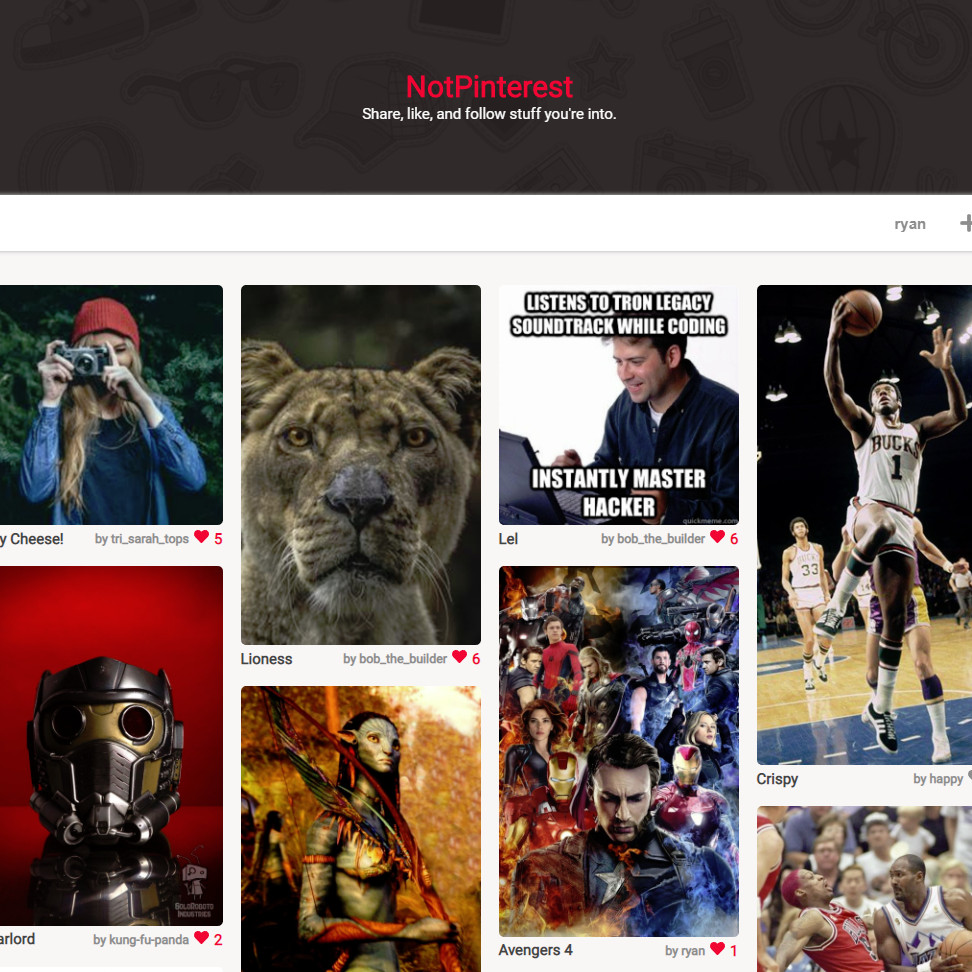 NotPinterest
Share, like, and follow stuff you're into.
ryan
LISTENS TO TRON LEGACY
SOUNDTRACK WHILE CODING
INSTANTLY MASTER
HACKER
quickmeme.com
BUCKS
1
33
y Cheese! by tri_sarah_tops 5
Lel by bob_the_builder 6
Lioness by bob_the_builder 6
Crispy by happy
SOLOROBOTO
INDUSTRIES
arlord by kung-fu-panda 2
Avengers 4 by ryan 1